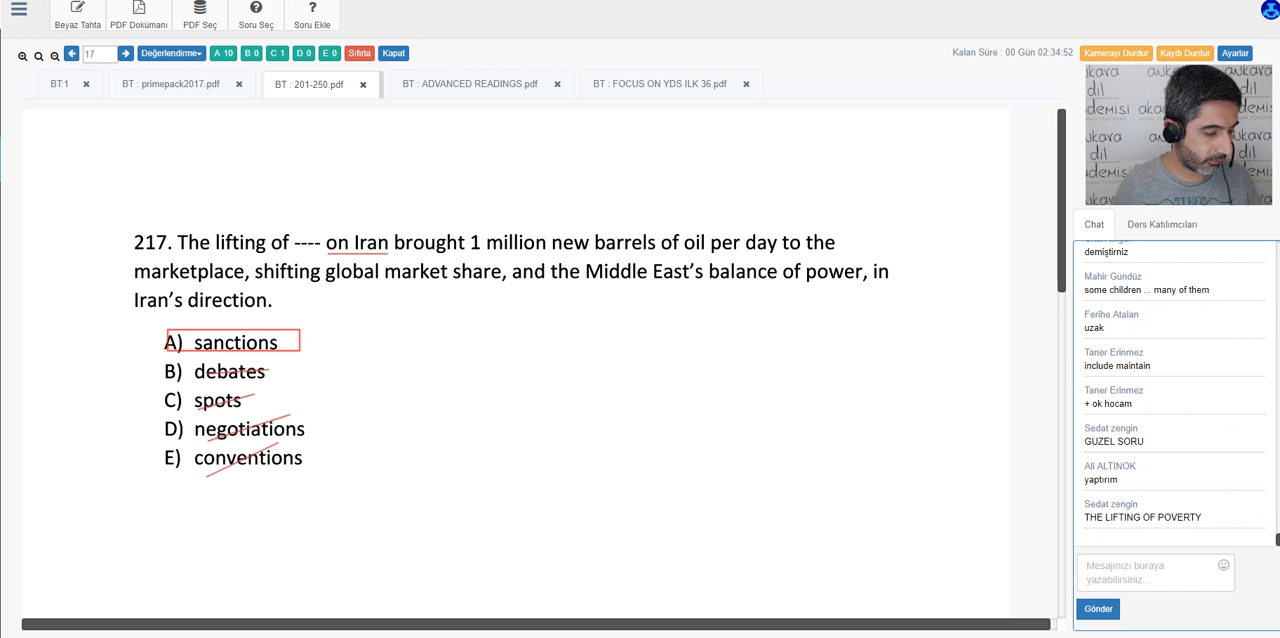 Beyaz Tahta
PDF Dokümanı
PDF Seç
Soru Seç
Soru Ekle
17
Değerlendirme
A 10
B 0
C 1
D 0
E 0
Sıfırla
Kapat
Kalan Süre : 00 Gün 02:34:52
Kamerayı Durdur
Kaydı Durdur
Ayarlar
BT:1
BT : primepack2017.pdf
BT : 201-250.pdf
BT : ADVANCED READINGS.pdf
BT : FOCUS ON YDS ILK 36.pdf
217. The lifting of ---- on Iran brought 1 million new barrels of oil per day to the
marketplace, shifting global market share, and the Middle East’s balance of power, in
Iran’s direction.
A) sanctions
B) debates
C) spots
D) negotiations
E) conventions
Chat
Ders Katılımcıları
demiştirniz
Mahir Gündüz
some children ... many of them
Ferihe Atalan
uzak
Taner Erinmez
include maintain
Taner Erinmez
+ ok hocam
Sedat zengin
GUZEL SORU
Ali ALTINOK
yaptırım
Sedat zengin
THE LIFTING OF POVERTY
Mesajınızı buraya
yazabilirsiniz...
Gönder